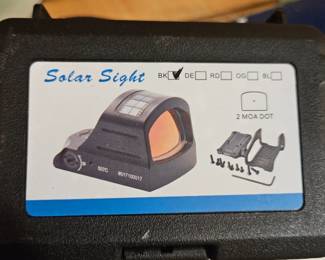 Solar Sight BK DE RD OG BL
2 MOA DOT